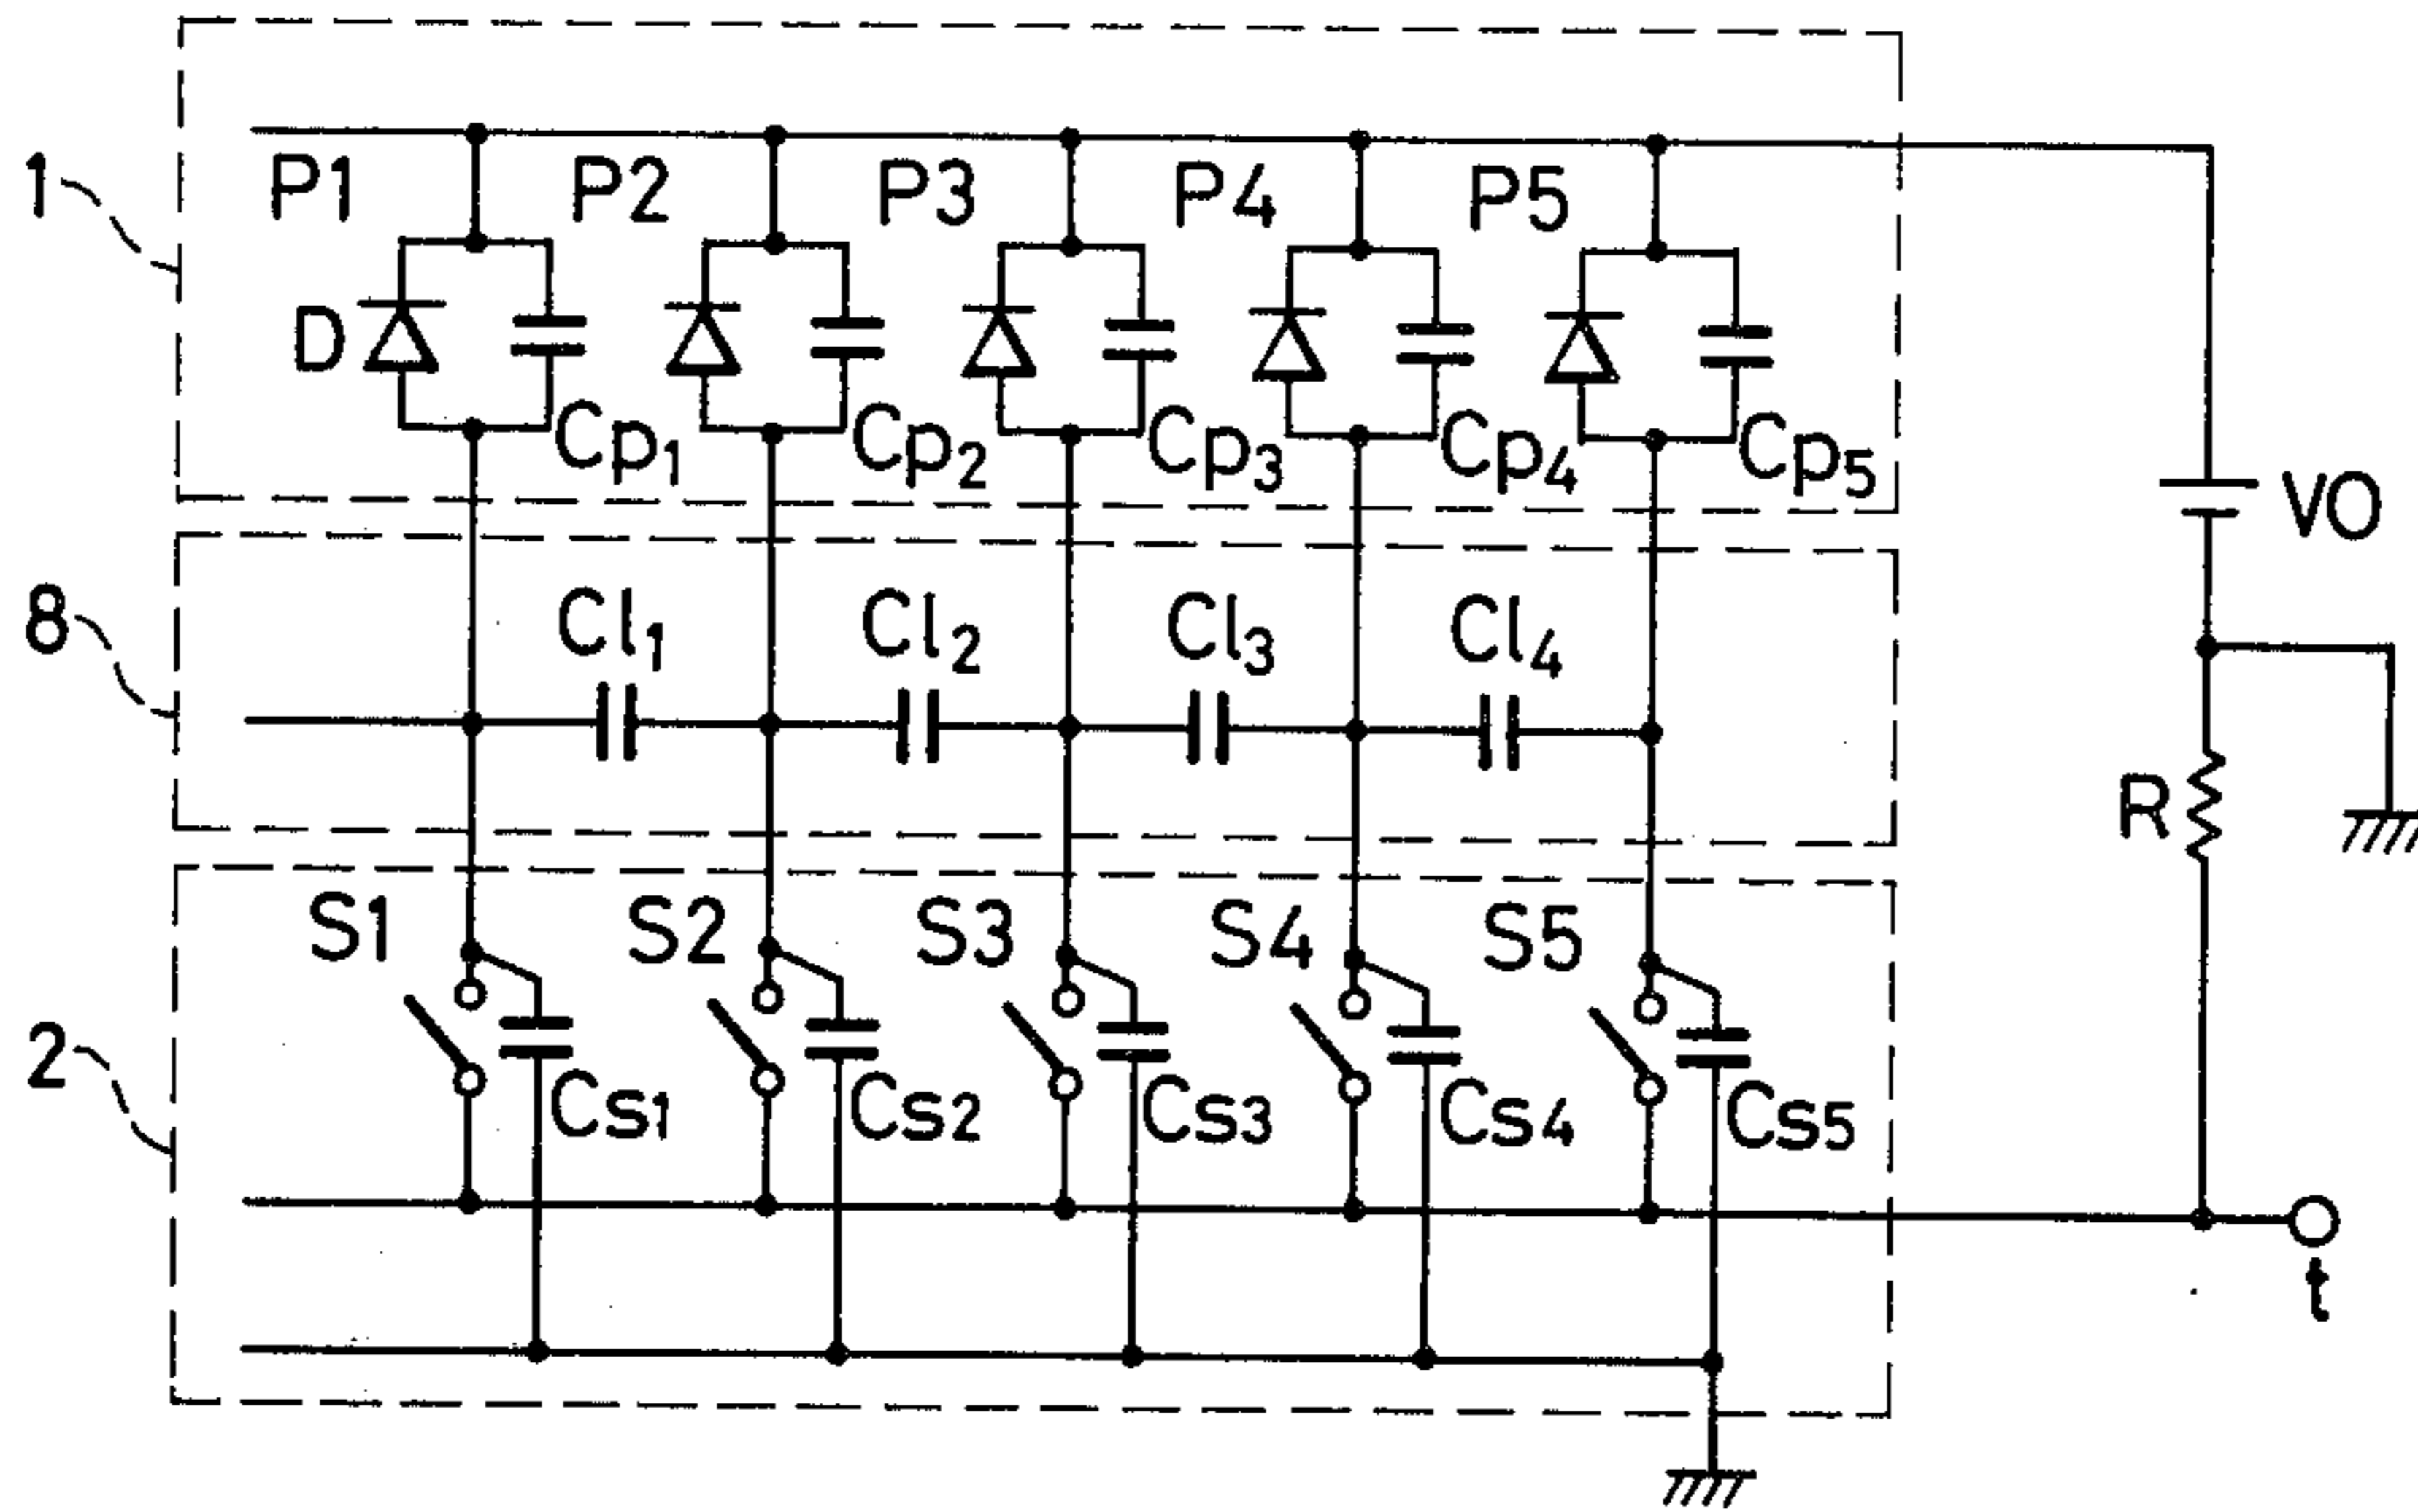 1
P1 P2 P3 P4 P5
D
Cp1 Cp2 Cp3 Cp4 Cp5
VO
8
Cl1 Cl2 Cl3 Cl4
R
S1 S2 S3 S4 S5
2
Cs1 Cs2 Cs3 Cs4 Cs5
t